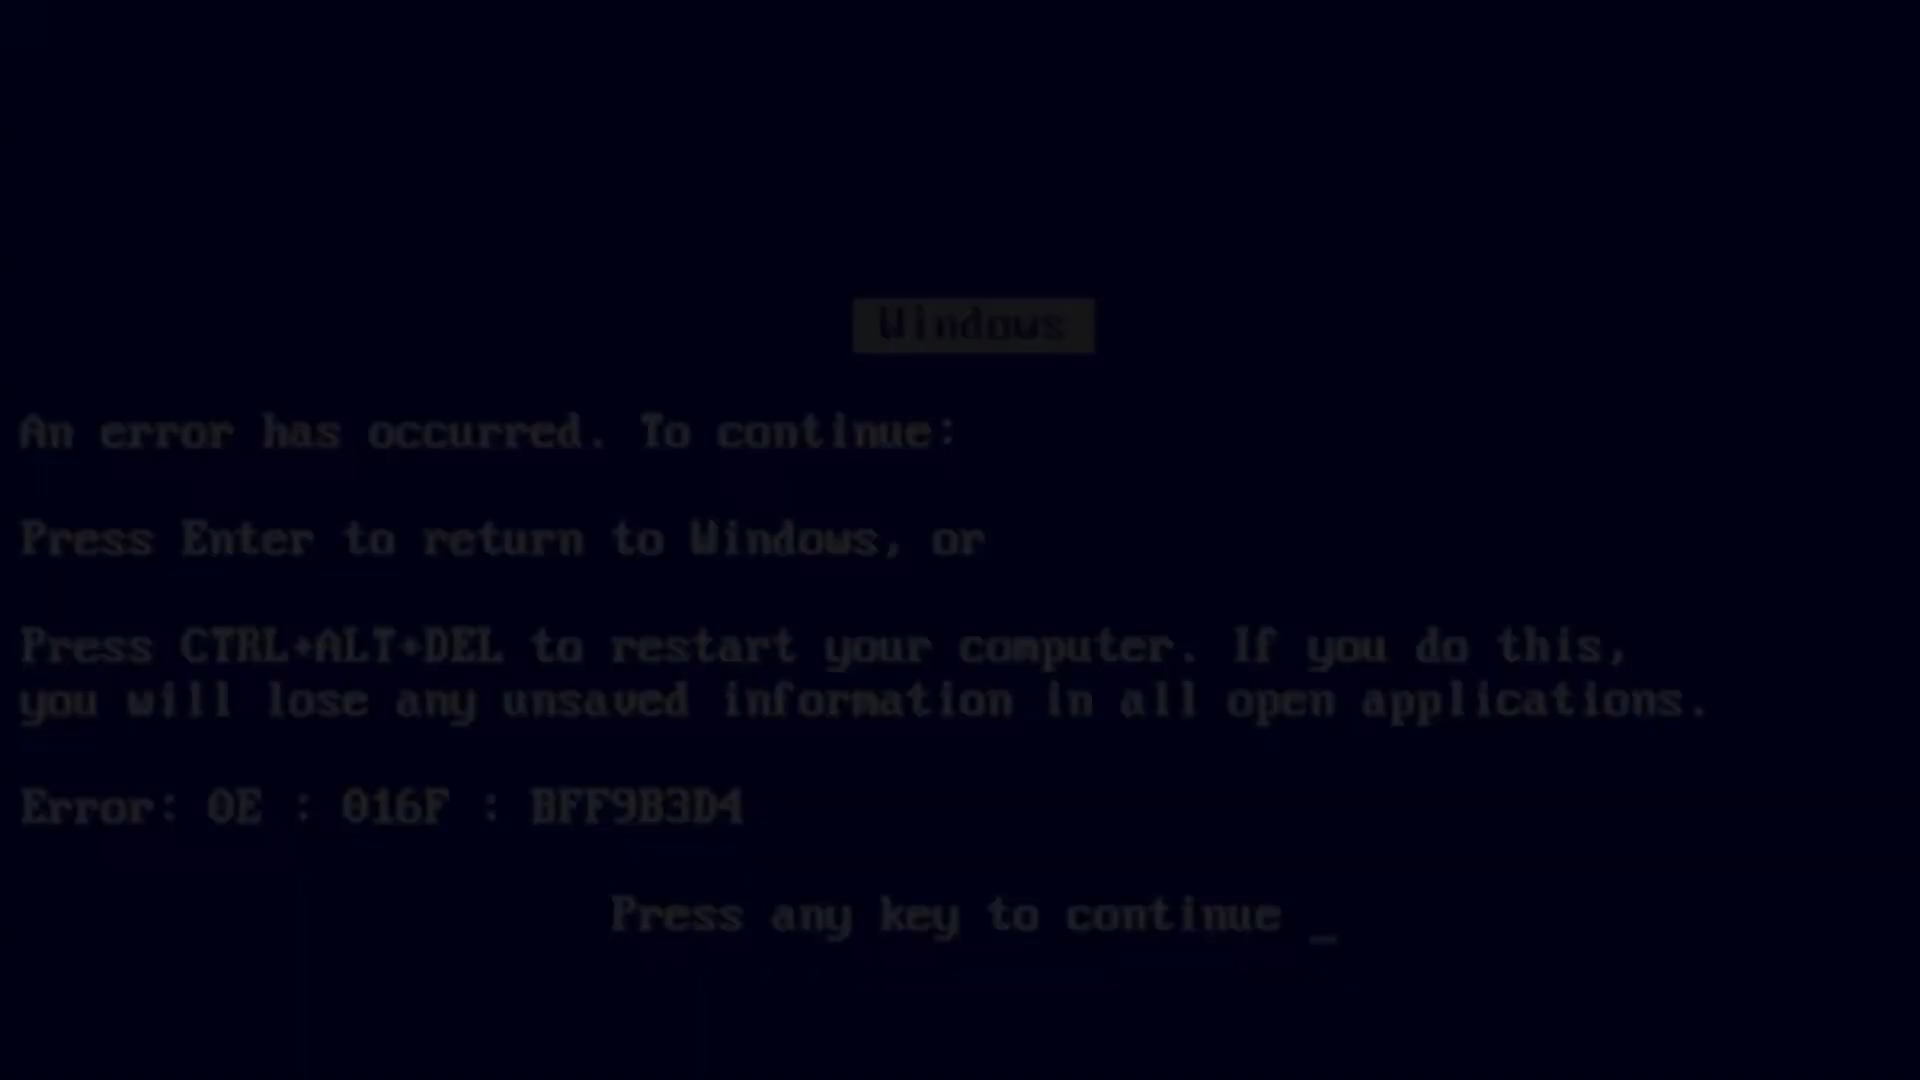 Windows
An error has occurred. To continue:
Press Enter to return to Windows, or
Press CTRL+ALT+DEL to restart your computer. If you do this,
you will lose any unsaved information in all open applications.
Error: 0E : 016F : BFF9B3D4
Press any key to continue _